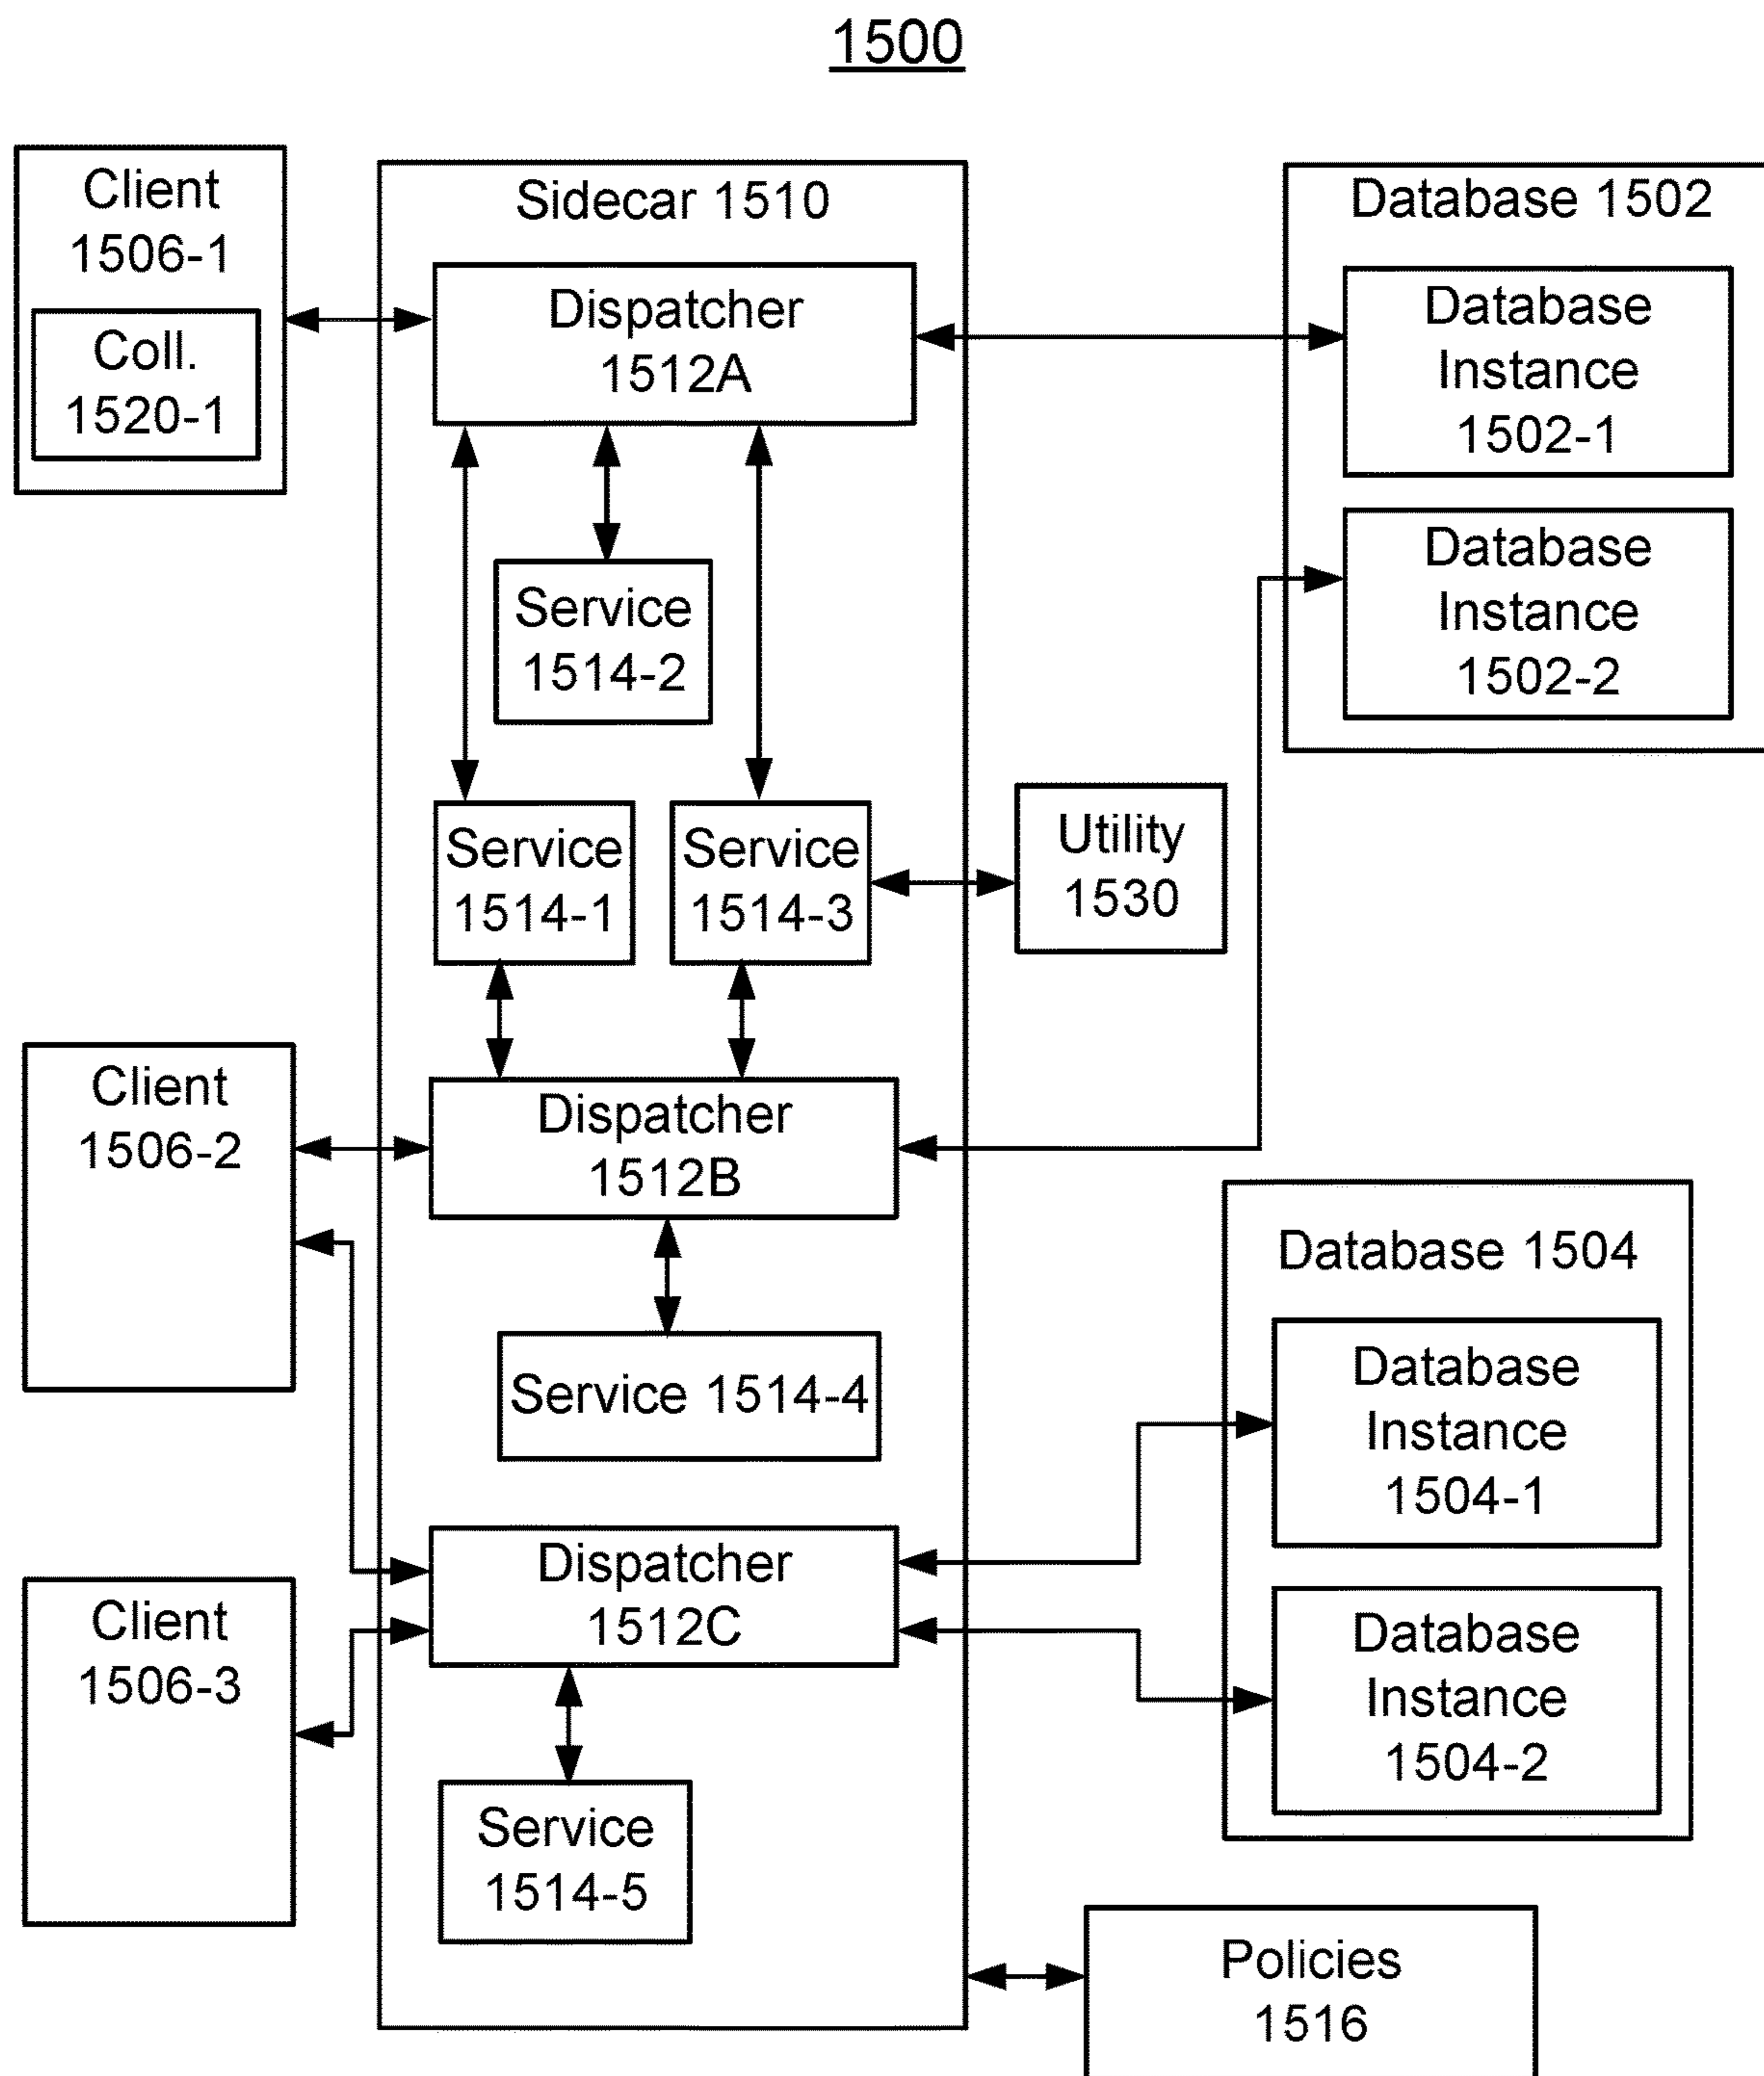 1500
Client
1506-1
Coll.
1520-1
Sidecar 1510
Dispatcher
1512A
Database 1502
Database
Instance
1502-1
Database
Instance
1502-2
Service
1514-2
Service
1514-1
Service
1514-3
Utility
1530
Client
1506-2
Dispatcher
1512B
Service 1514-4
Database 1504
Database
Instance
1504-1
Database
Instance
1504-2
Client
1506-3
Dispatcher
1512C
Service
1514-5
Policies
1516